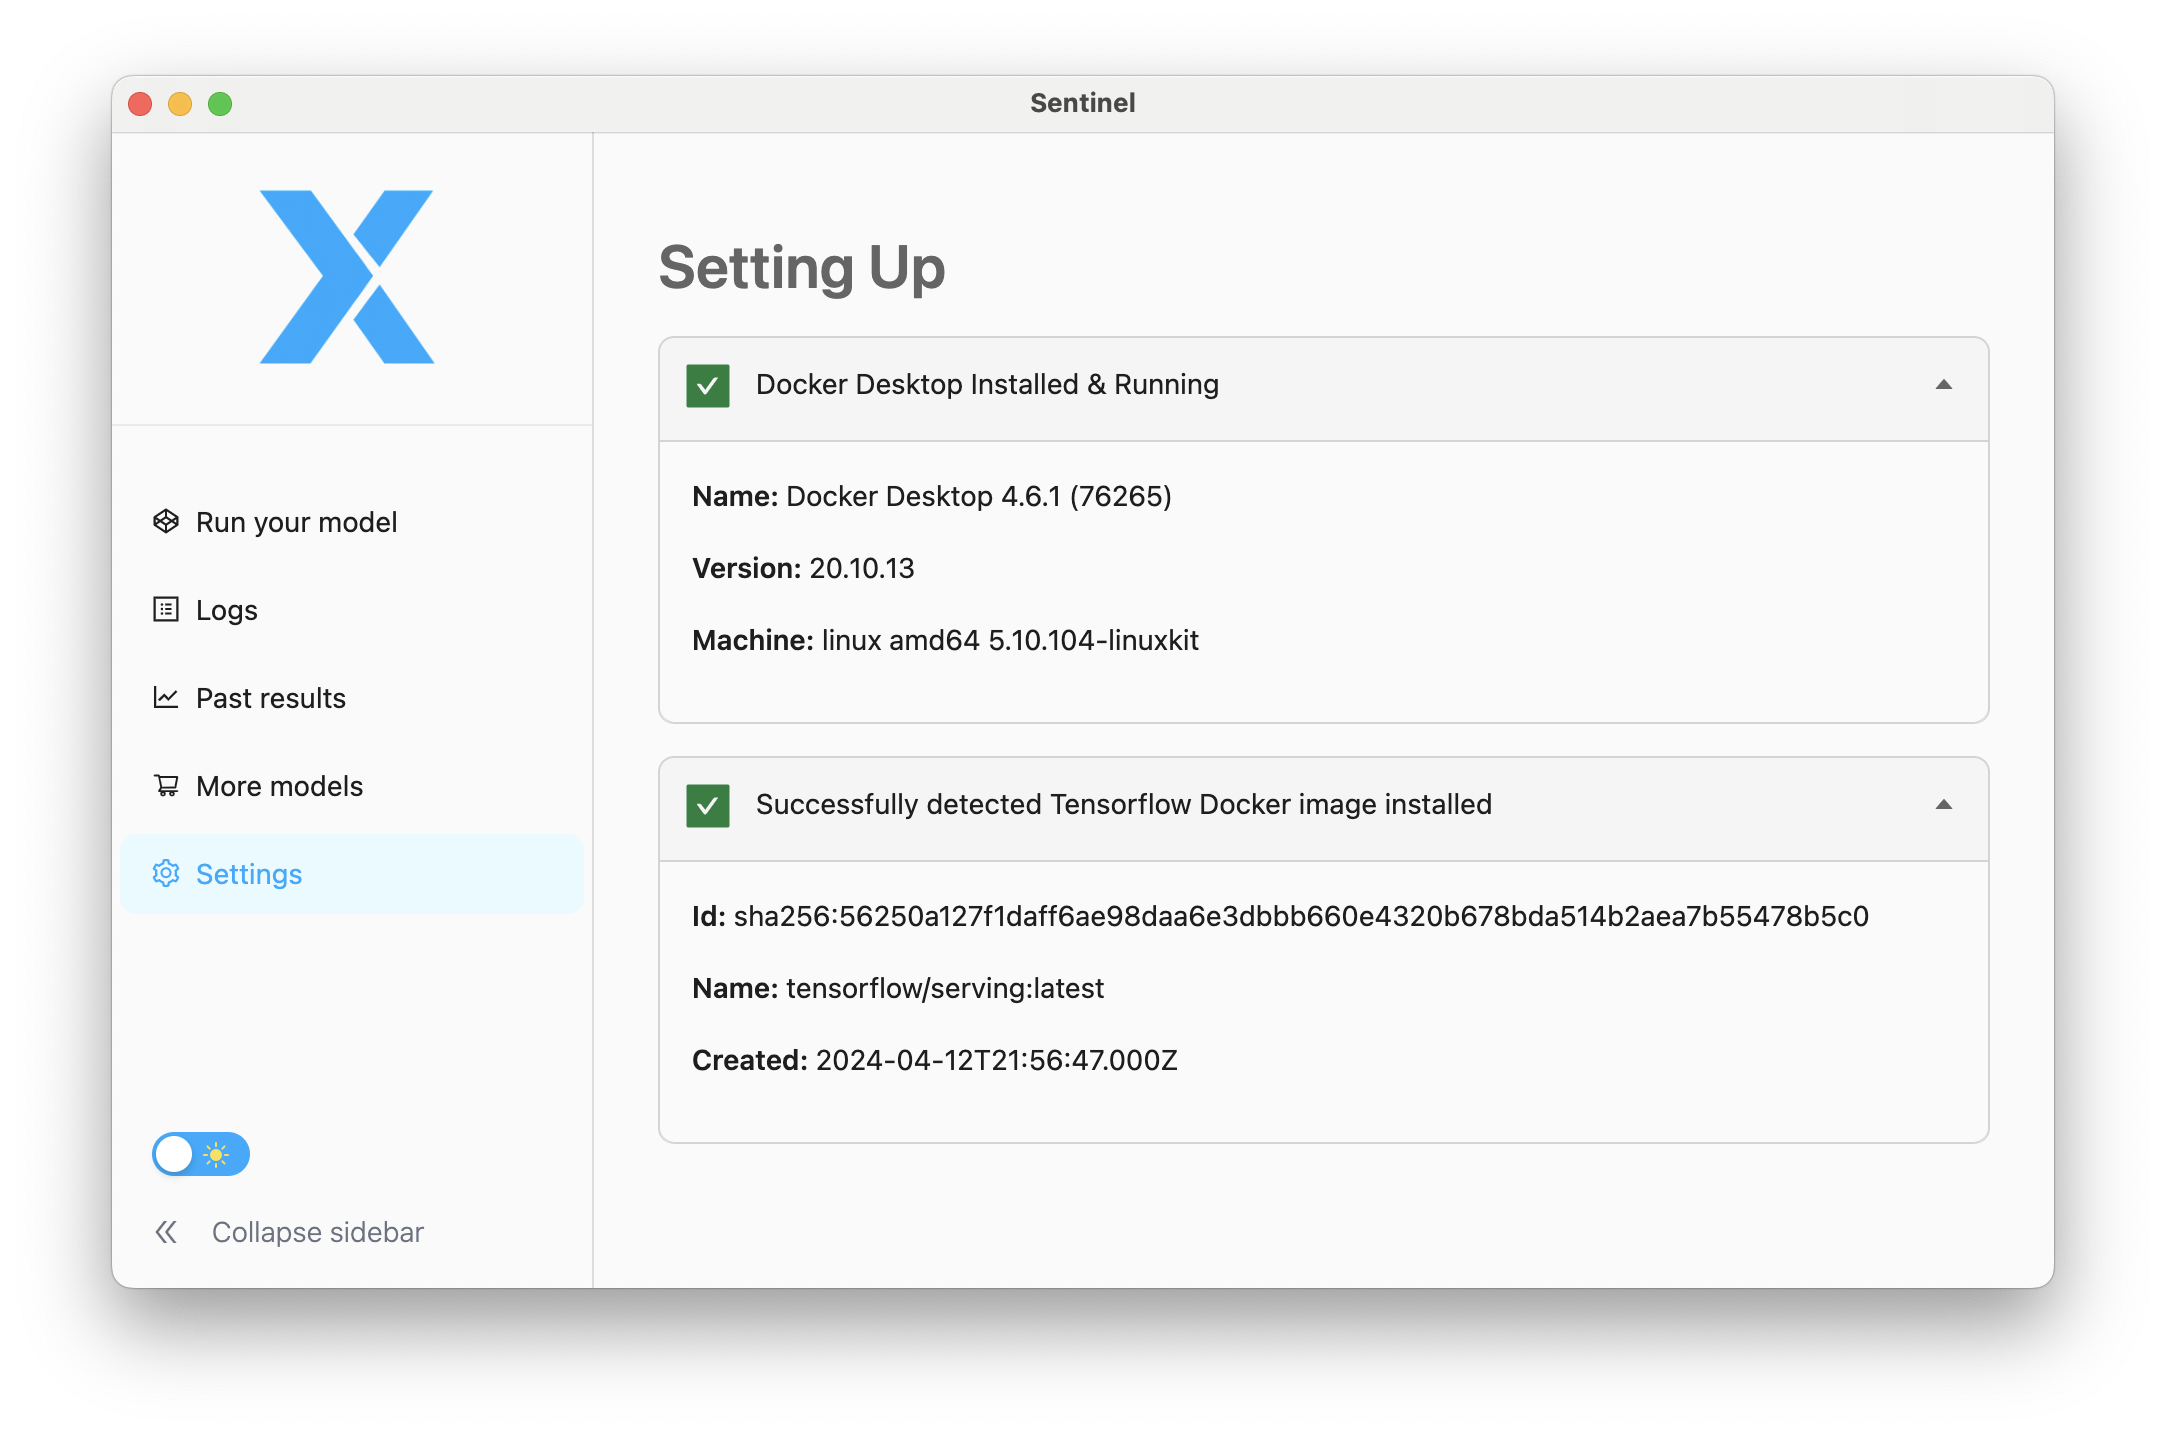 Sentinel
Run your model
Logs
Past results
More models
Settings
Collapse sidebar
Setting Up
Docker Desktop Installed & Running
Name: Docker Desktop 4.6.1 (76265)
Version: 20.10.13
Machine: linux amd64 5.10.104-linuxkit
Successfully detected Tensorflow Docker image installed
Id: sha256:56250a127f1daff6ae98daa6e3dbbb660e4320b678bda514b2aea7b55478b5c0
Name: tensorflow/serving:latest
Created: 2024-04-12T21:56:47.000Z